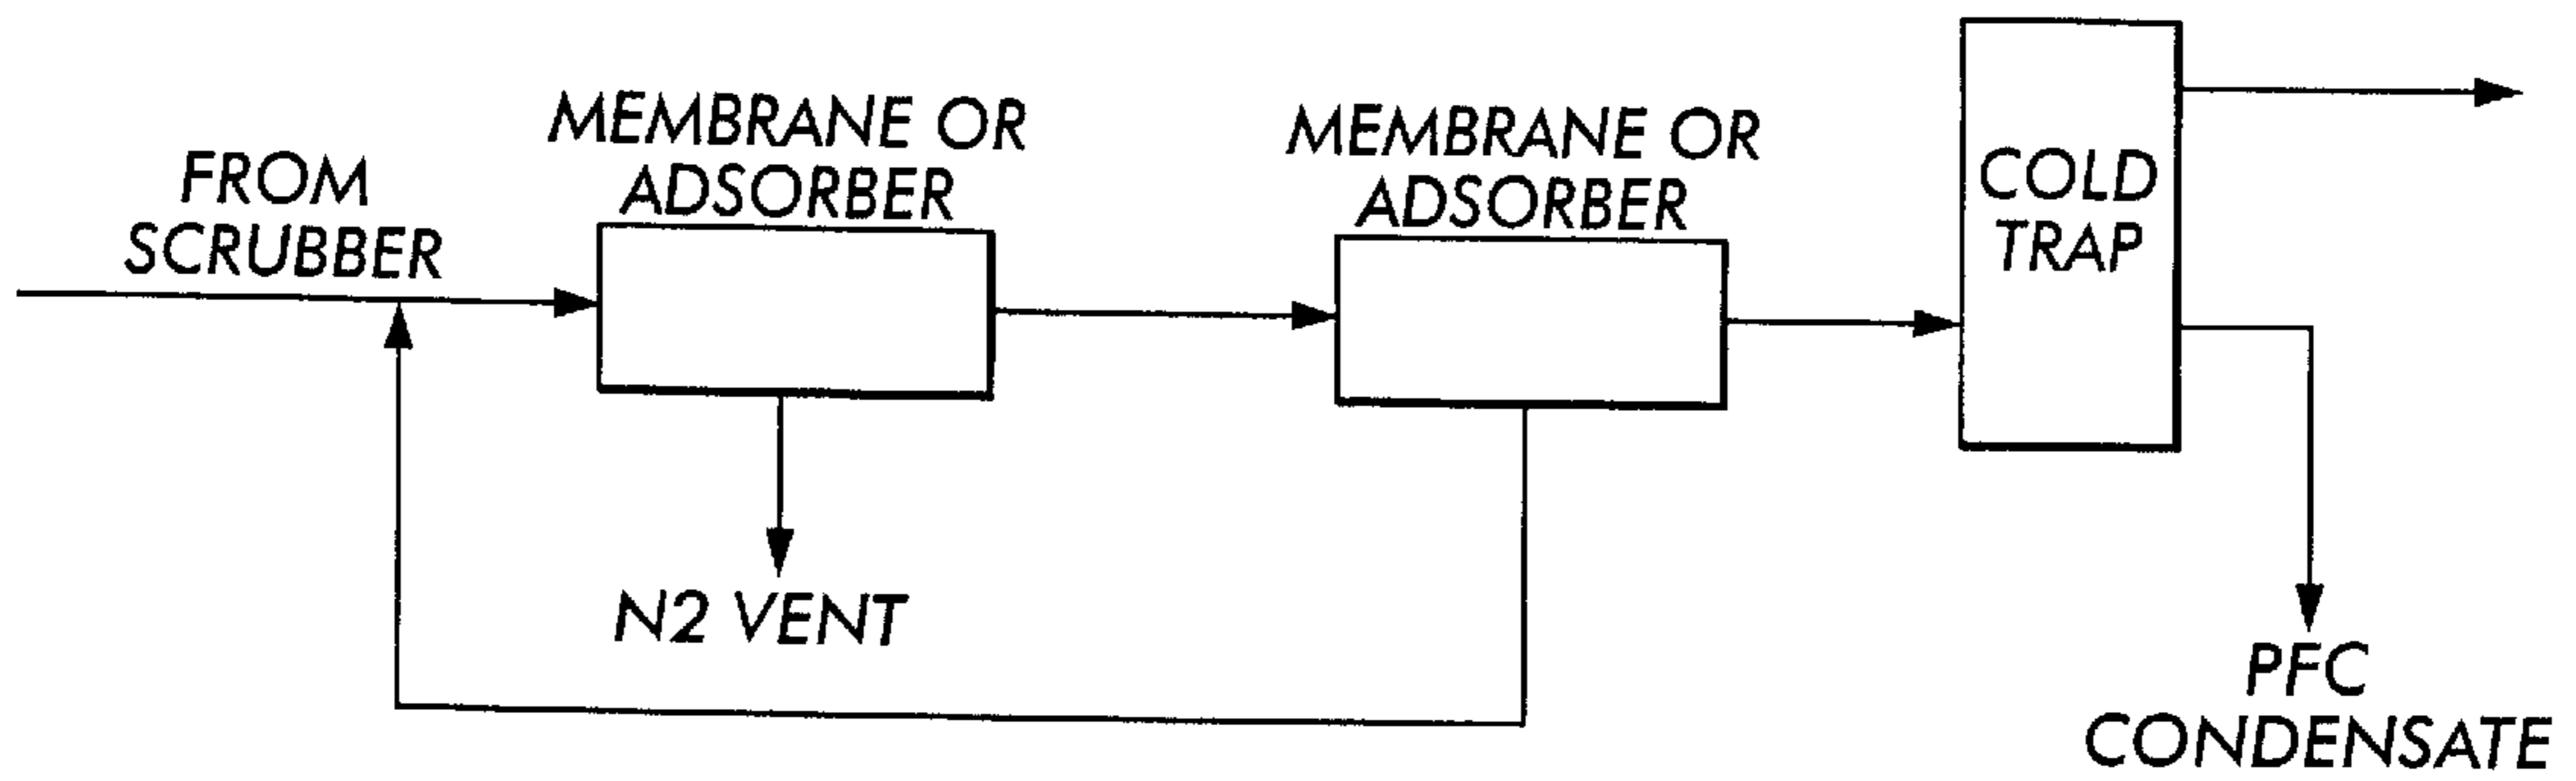 FROM
SCRUBBER
MEMBRANE OR
ADSORBER
N2 VENT
MEMBRANE OR
ADSORBER
COLD
TRAP
PFC
CONDENSATE